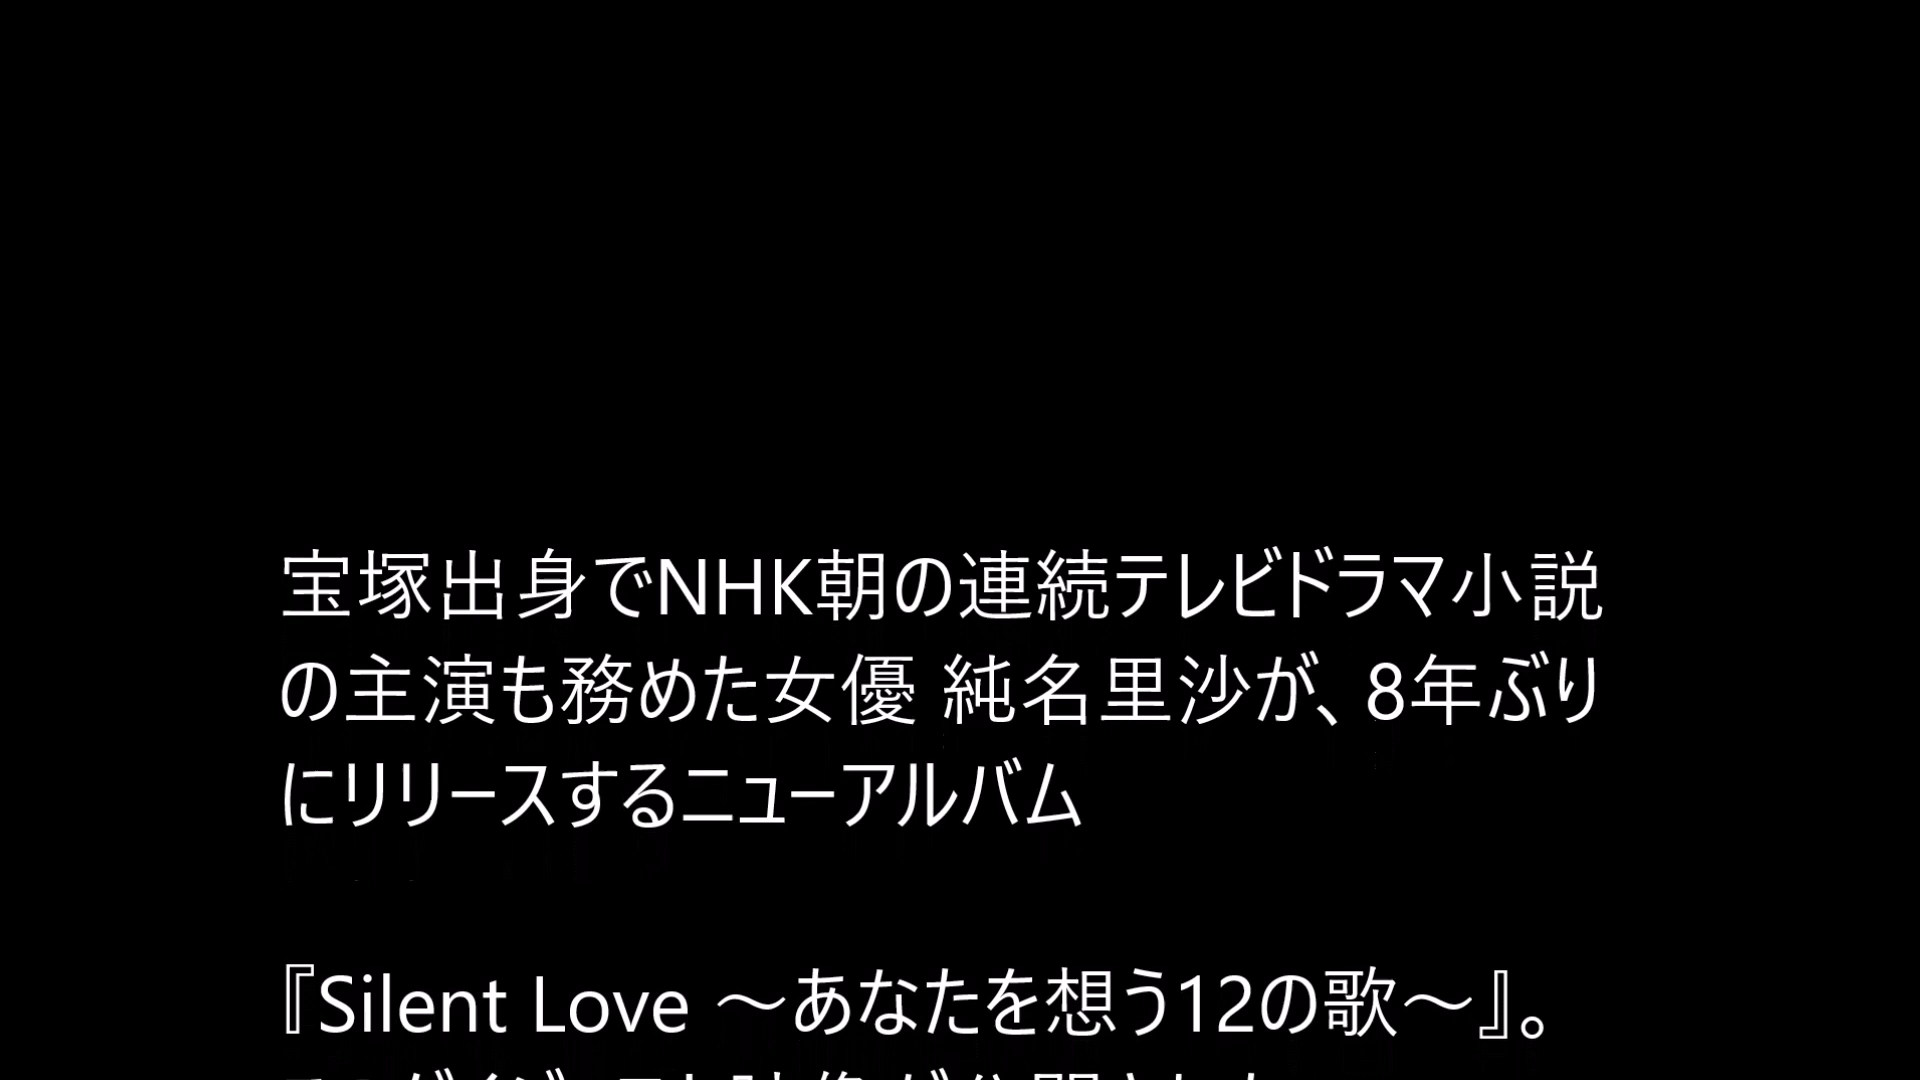 宝塚出身でNHK朝の連続テレビドラマ小説
の主演も務めた女優 純名里沙が、8年ぶり
にリリースするニューアルバム
『Silent Love ～あなたを想う12の歌～』。